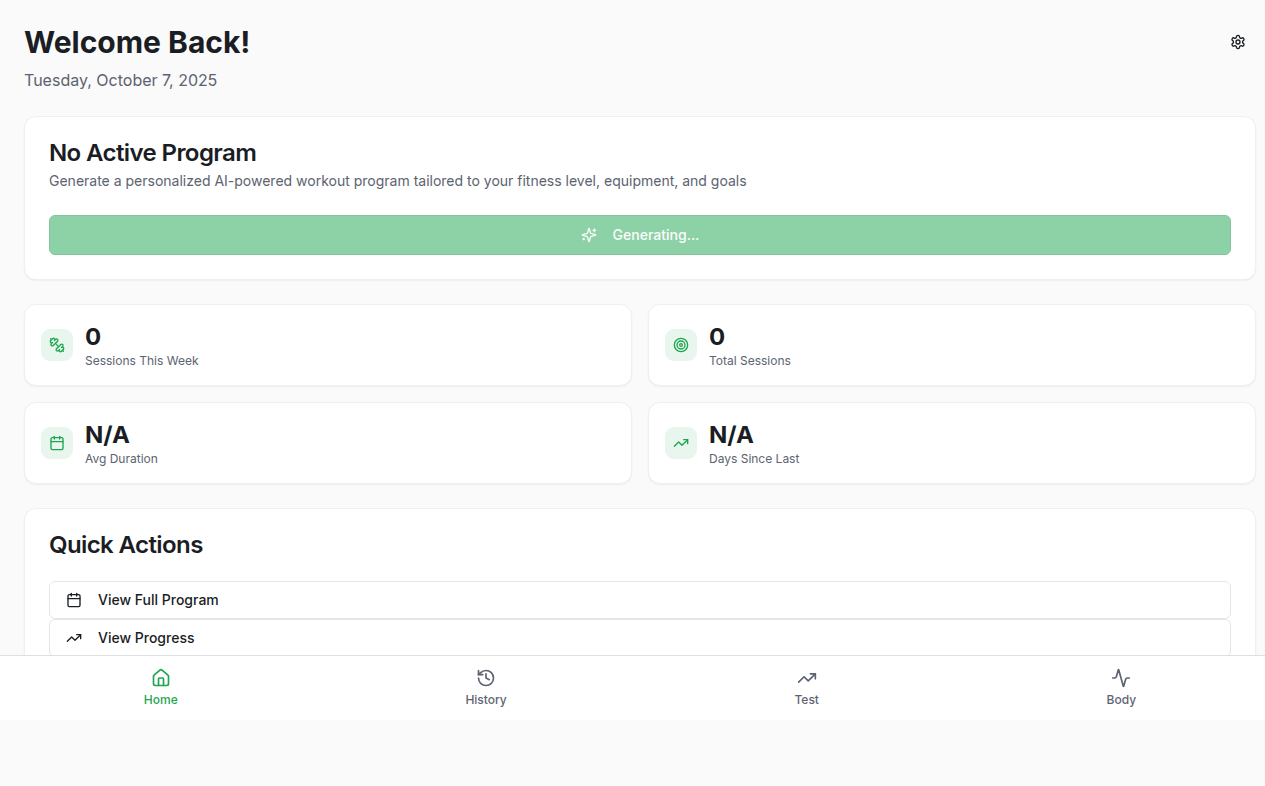 Welcome Back!
Tuesday, October 7, 2025
No Active Program
Generate a personalized AI-powered workout program tailored to your fitness level, equipment, and goals
Generating...
0
Sessions This Week
0
Total Sessions
N/A
Avg Duration
N/A
Days Since Last
Quick Actions
View Full Program
View Progress
Home
History
Test
Body